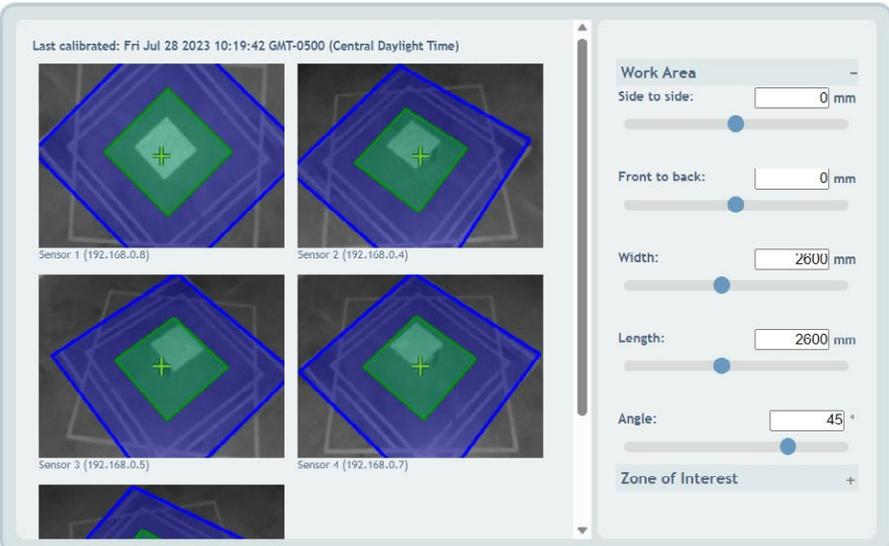 Last calibrated: Fri Jul 28 2023 10:19:42 GMT-0500 (Central Daylight Time)
Sensor 1 (192.168.0.8)
Sensor 2 (192.168.0.4)
Sensor 3 (192.168.0.5)
Sensor 4 (192.168.0.7)
Work Area −
Side to side: 0 mm
Front to back: 0 mm
Width: 2600 mm
Length: 2600 mm
Angle: 45 °
Zone of Interest +